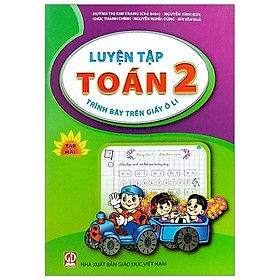 HUỲNH THỊ KIM TRANG (Chủ biên) - NGUYỄN VĨNH ĐỨC
KHÚC THÀNH CHÍNH - NGUYỄN NGHĨA DŨNG - BÙI VĂN NGÃ
LUYỆN TẬP
TOÁN 2
TRÌNH BÀY TRÊN GIẤY Ô LI
TẬP
HAI
NHÀ XUẤT BẢN GIÁO DỤC VIỆT NAM